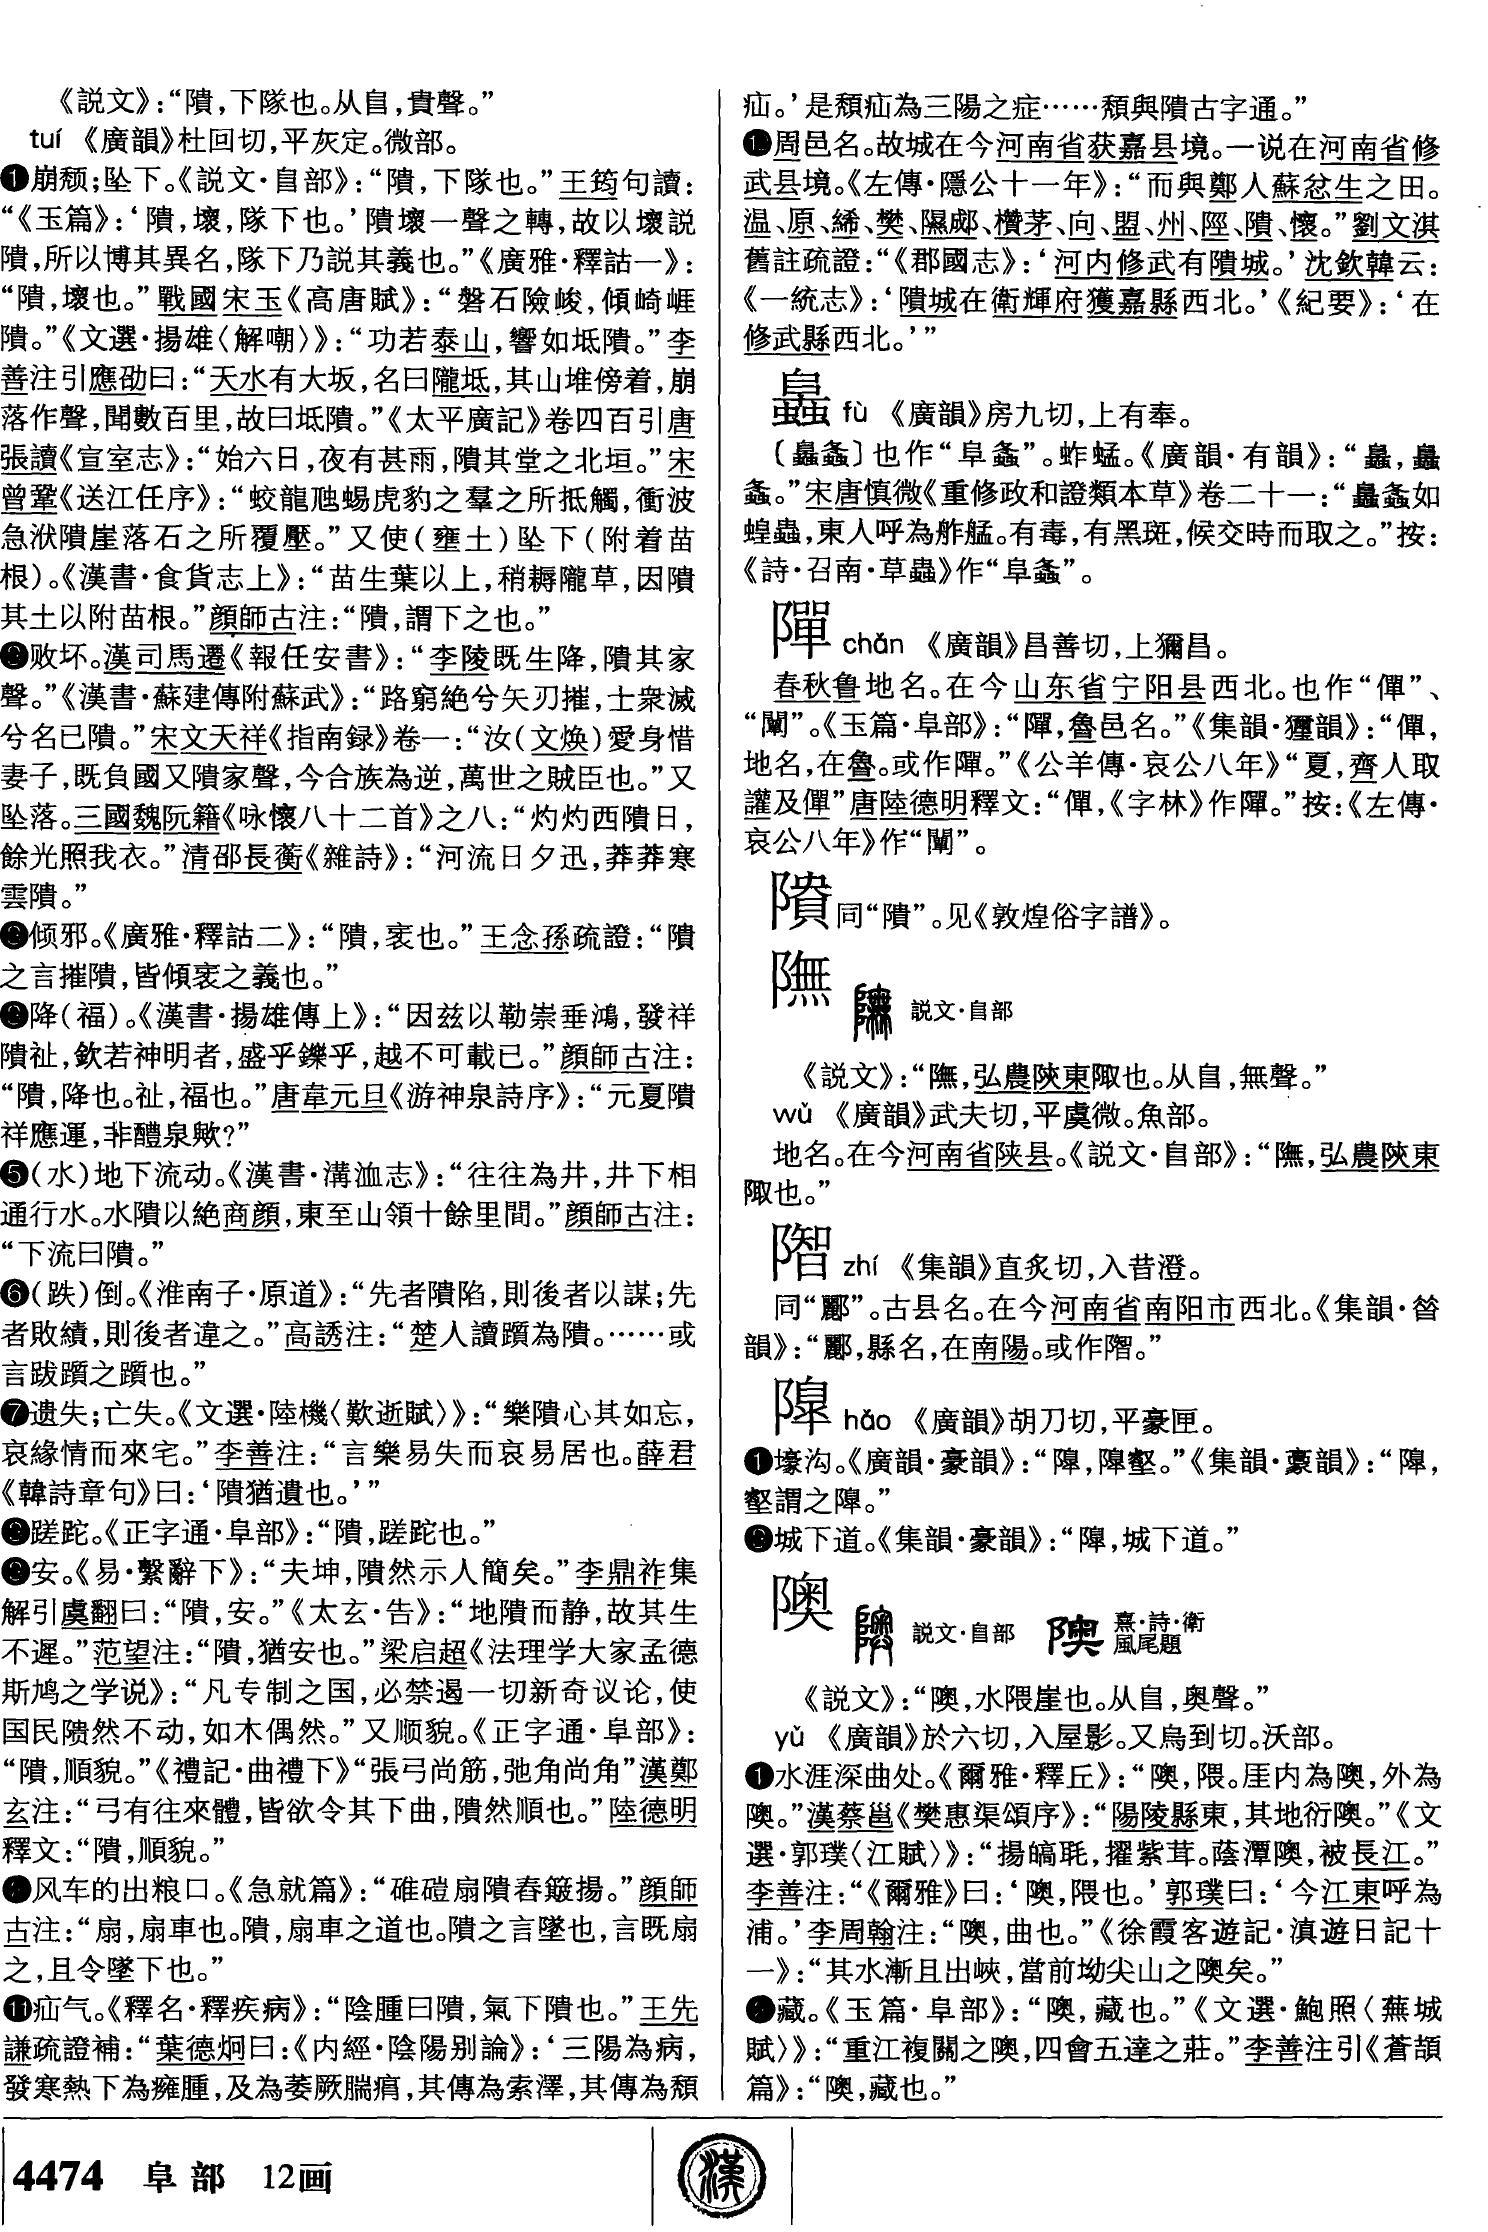 《説文》：“隤，下隊也。从𨸏，貴聲。”
tuí 《廣韻》杜回切，平灰定。微部。
❶崩颓；坠下。《説文·𨸏部》：“隤，下隊也。”王筠句讀：
“《玉篇》：‘隤，壞，隊下也。’隤壞一聲之轉，故以壞説
隤，所以博其異名，隊下乃説其義也。”《廣雅·釋詁一》：
“隤，壞也。”戰國宋玉《高唐賦》：“磐石險峻，傾崎崕
隤。”《文選·揚雄〈解嘲〉》：“功若泰山，響如坻隤。”李
善注引應劭曰：“天水有大坂，名曰隴坻，其山堆傍着，崩
落作聲，聞數百里，故曰坻隤。”《太平廣記》卷四百引唐
張讀《宣室志》：“始六日，夜有甚雨，隤其堂之北垣。”宋
曾鞏《送江任序》：“蛟龍虺蜴虎豹之羣之所抵觸，衝波
急洑隤崖落石之所覆壓。”又使（壅土）坠下（附着苗
根）。《漢書·食貨志上》：“苗生葉以上，稍耨隴草，因隤
其土以附苗根。”顔師古注：“隤，謂下之也。”
❷败坏。漢司馬遷《報任安書》：“李陵既生降，隤其家
聲。”《漢書·蘇建傳附蘇武》：“路窮絶兮矢刃摧，士衆滅
兮名已隤。”宋文天祥《指南録》卷一：“汝（文焕）愛身惜
妻子，既負國又隤家聲，今合族為逆，萬世之賊臣也。”又
坠落。三國魏阮籍《咏懷八十二首》之八：“灼灼西隤日，
餘光照我衣。”清邵長蘅《雜詩》：“河流日夕迅，莽莽寒
雲隤。”
❸倾邪。《廣雅·釋詁二》：“隤，衺也。”王念孫疏證：“隤
之言摧隤，皆傾衺之義也。”
❹降（福）。《漢書·揚雄傳上》：“因兹以勒崇垂鴻，發祥
隤祉，欽若神明者，盛乎鑠乎，越不可載已。”顔師古注：
“隤，降也。祉，福也。”唐韋元旦《游神泉詩序》：“元夏隤
祥應運，非醴泉歟？”
❺（水）地下流动。《漢書·溝洫志》：“往往為井，井下相
通行水。水隤以絶商顔，東至山領十餘里間。”顔師古注：
“下流曰隤。”
❻（跌）倒。《淮南子·原道》：“先者隤陷，則後者以謀；先
者敗績，則後者違之。”高誘注：“楚人讀躓為隤。……或
言跋躓之躓也。”
❼遗失；亡失。《文選·陸機〈歎逝賦〉》：“樂隤心其如忘，
哀緣情而來宅。”李善注：“言樂易失而哀易居也。薛君
《韓詩章句》曰：‘隤猶遺也。’”
❽蹉跎。《正字通·阜部》：“隤，蹉跎也。”
❾安。《易·繫辭下》：“夫坤，隤然示人簡矣。”李鼎祚集
解引虞翻曰：“隤，安。”《太玄·告》：“地隤而静，故其生
不遲。”范望注：“隤，猶安也。”梁启超《法理学大家孟德
斯鸠之学说》：“凡专制之国，必禁遏一切新奇议论，使
国民隤然不动，如木偶然。”又顺貌。《正字通·阜部》：
“隤，順貌。”《禮記·曲禮下》“張弓尚筋，弛角尚角”漢鄭
玄注：“弓有往來體，皆欲令其下曲，隤然順也。”陸德明
釋文：“隤，順貌。”
❿风车的出粮口。《急就篇》：“碓磑扇隤舂簸揚。”顔師
古注：“扇，扇車也。隤，扇車之道也。隤之言墜也，言既扇
之，且令墜下也。”
⓫疝气。《釋名·釋疾病》：“陰腫曰隤，氣下隤也。”王先
謙疏證補：“葉德炯曰：《内經·陰陽别論》：‘三陽為病，
發寒熱下為癰腫，及為萎厥腨㾓，其傳為索澤，其傳為頽
疝。’是頽疝為三陽之症……頽與隤古字通。”
⓬周邑名。故城在今河南省获嘉县境。一说在河南省修
武县境。《左傳·隱公十一年》：“而與鄭人蘇忿生之田。
温、原、絺、樊、隰郕、欑茅、向、盟、州、陘、隤、懷。”劉文淇
舊註疏證：“《郡國志》：‘河内修武有隤城。’沈欽韓云：
《一統志》：‘隤城在衛輝府獲嘉縣西北。’《紀要》：‘在
修武縣西北。’”
𨽹 fù 《廣韻》房九切，上有奉。
〔𨽹螽〕也作“阜螽”。蚱蜢。《廣韻·有韻》：“𨽹，𨽹
螽。”宋唐慎微《重修政和證類本草》卷二十一：“𨽹螽如
蝗蟲，東人呼為舴艋。有毒，有黑斑，候交時而取之。”按：
《詩·召南·草蟲》作“阜螽”。
嘽 chǎn 《廣韻》昌善切，上獮昌。
春秋鲁地名。在今山东省宁阳县西北。也作“僤”、
“闡”。《玉篇·阜部》：“𨼒，魯邑名。”《集韻·獮韻》：“僤，
地名，在魯。或作𨼒。”《公羊傳·哀公八年》“夏，齊人取
讙及僤”唐陸德明釋文：“僤，《字林》作𨼒。”按：《左傳·
哀公八年》作“闡”。
同“隤”。见《敦煌俗字譜》。
𨼊 説文·𨸏部
《説文》：“𨼊，弘農陝東陬也。从𨸏，無聲。”
wǔ 《廣韻》武夫切，平虞微。魚部。
地名。在今河南省陕县。《説文·𨸏部》：“𨼊，弘農陝東
陬也。”
zhí 《集韻》直炙切，入昔澄。
同“酈”。古县名。在今河南省南阳市西北。《集韻·㫺
韻》：“酈，縣名，在南陽。或作𨼓。”
𨼍 hǎo 《廣韻》胡刀切，平豪匣。
❶壕沟。《廣韻·豪韻》：“𨼍，𨼍壑。”《集韻·豪韻》：“𨼍，
壑謂之𨼍。”
❷城下道。《集韻·豪韻》：“𨼍，城下道。”
隩 説文·𨸏部 熹·詩·衛風尾題
《説文》：“隩，水隈崖也。从𨸏，奥聲。”
yǔ 《廣韻》於六切，入屋影。又烏到切。沃部。
❶水涯深曲处。《爾雅·釋丘》：“隩，隈。厓内為隩，外為
隩。”漢蔡邕《樊惠渠頌序》：“陽陵縣東，其地衍隩。”《文
選·郭璞〈江賦〉》：“揚皜毦，擢紫茸。蔭潭隩，被長江。”
李善注：“《爾雅》曰：‘隩，隈也。’郭璞曰：‘今江東呼為
浦。’李周翰注：“隩，曲也。”《徐霞客遊記·滇遊日記十
一》：“其水漸且出峽，當前坳尖山之隩矣。”
❷藏。《玉篇·阜部》：“隩，藏也。”《文選·鮑照〈蕪城
賦〉》：“重江複關之隩，四會五達之莊。”李善注引《蒼頡
篇》：“隩，藏也。”
4474 阜部 12画
漢